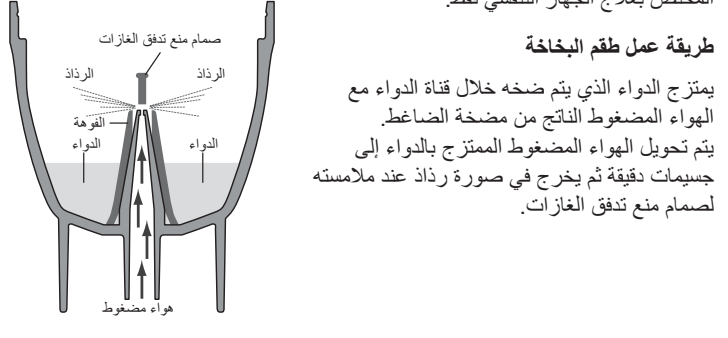 المختص بعلاج الجهاز التنفسي فقط.
طريقة عمل طقم البخاخة
يمتزج الدواء الذي يتم ضخه خلال قناة الدواء مع
الهواء المضغوط الناتج من مضخة الضاغط.
يتم تحويل الهواء المضغوط الممتزج بالدواء إلى
جسيمات دقيقة ثم يخرج في صورة رذاذ عند ملامسته
لصمام منع تدفق الغازات.
صمام منع تدفق الغازات
الرذاذ
الرذاذ
الفوهة
الدواء
الدواء
هواء مضغوط